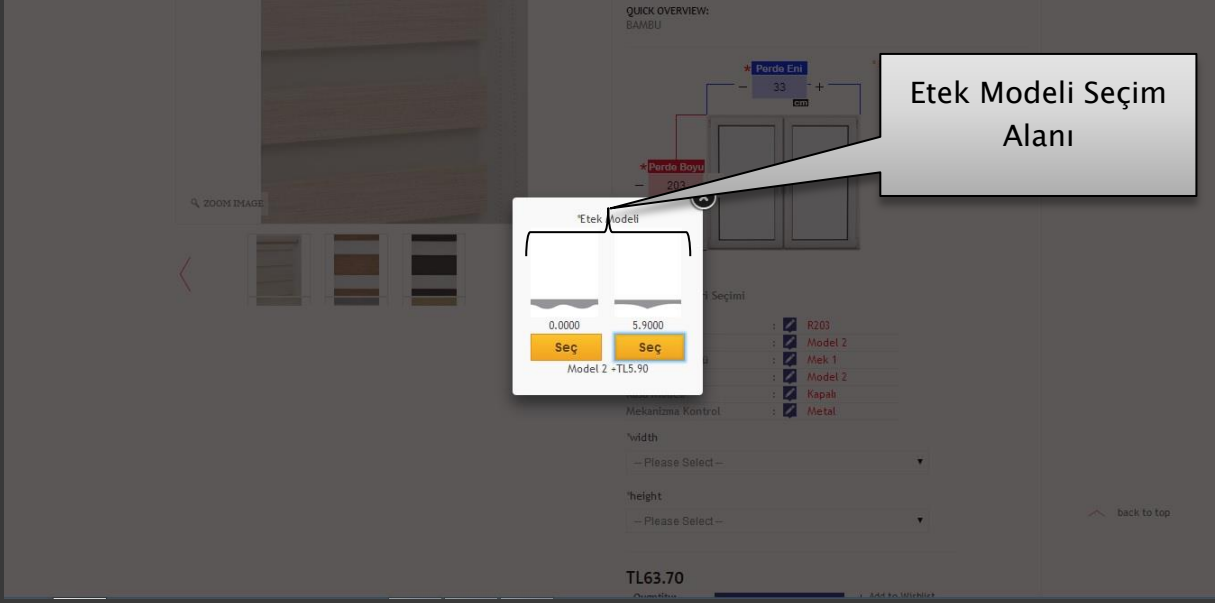 QUICK OVERVIEW:
BAMBU
* Perde Eni
− 33 +
cm
Etek Modeli Seçim
Alanı
* Perde Boyu
− 203
ZOOM IMAGE
*Etek Modeli
0.0000 5.9000
Seç Seç
Model 2 +TL5.90
Seçimi
: R203
: Model 2
: Mek 1
: Model 2
: Kapalı
Mekanizma Kontrol : Metal
*width
-- Please Select --
*height
-- Please Select --
back to top
TL63.70
Quantity: + Add to Wishlist